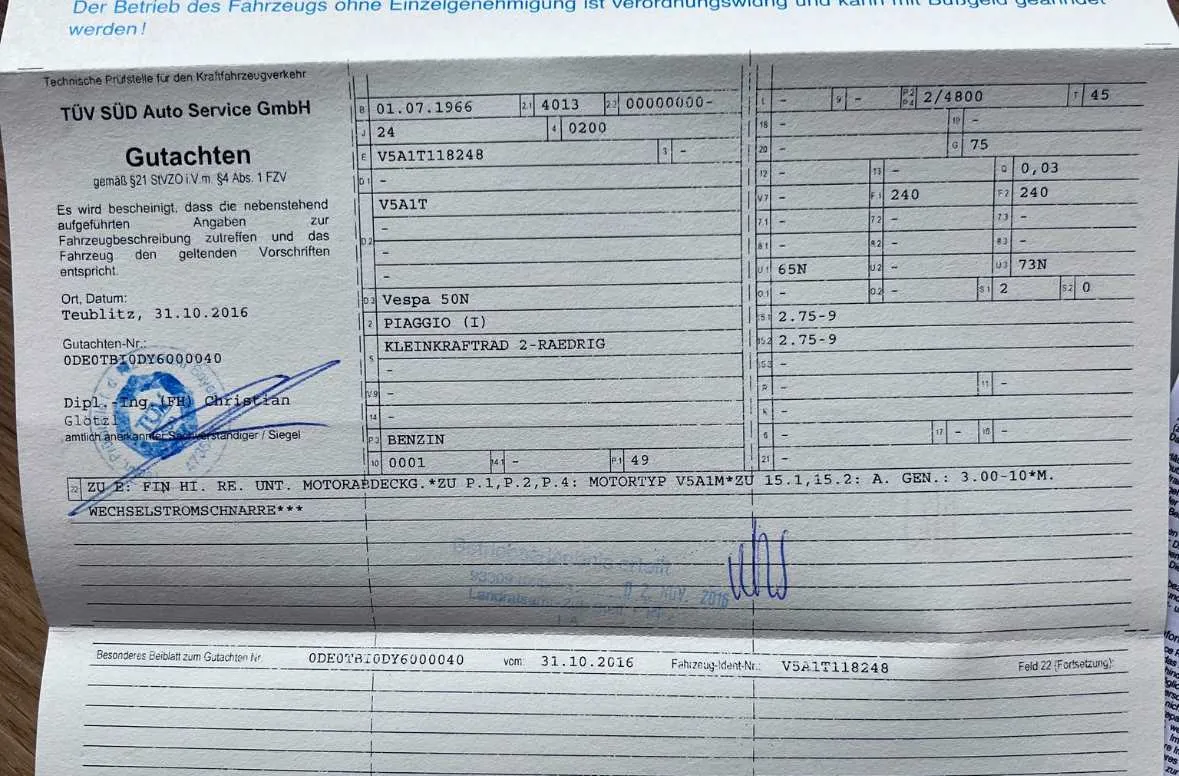 Der Betrieb des Fahrzeugs ohne Einzelgenehmigung ist verordnungswidrig und kann mit Bußgeld geahndet
werden!
Technische Prüfstelle für den Kraftfahrzeugverkehr
TÜV SÜD Auto Service GmbH
Gutachten
gemäß §21 StVZO i.V.m. §4 Abs. 1 FZV
Es wird bescheinigt, dass die nebenstehend
aufgeführten Angaben zur
Fahrzeugbeschreibung zutreffen und das
Fahrzeug den geltenden Vorschriften
entspricht.
Ort, Datum:
Teublitz, 31.10.2016
Gutachten-Nr.:
0DE0TBI0DY6000040
Dipl.-Ing.(FH) Christian
Glötzl
amtlich anerkannter Sachverständiger / Siegel
B 01.07.1966 2.1 4013 2.2 00000000-
J 24 4 0200
E V5A1T118248 3 -
D.1 -
V5A1T
-
D.2 -
-
D.3 Vespa 50N
2 PIAGGIO (I)
5 KLEINKRAFTRAD 2-RAEDRIG
-
V.9 -
14 -
P.3 BENZIN
10 0001 14.1 - P.1 49
L - 9 - P.2 P.4 2/4800 T 45
18 - 19 -
20 - G 75
12 - 13 - Q 0,03
V.7 - F.1 240 F.2 240
7.1 - 7.2 - 7.3 -
8.1 - 8.2 - 8.3 -
U.1 65N U.2 - U.3 73N
O.1 - O.2 - S.1 2 S.2 0
15.1 2.75-9
15.2 2.75-9
15.3 -
R - 11 -
K -
6 - 17 - 16 -
21 -
22 ZU E: FIN HI. RE. UNT. MOTORABDECKG.*ZU P.1,P.2,P.4: MOTORTYP V5A1M*ZU 15.1,15.2: A. GEN.: 3.00-10*M.
WECHSELSTROMSCHNARRE***
Betriebserlaubnis erteilt
0 2. NOV. 2016
Besonderes Beiblatt zum Gutachten Nr. 0DE0TBI0DY6000040 vom: 31.10.2016 Fahrzeug-Ident-Nr.: V5A1T118248 Feld 22 (Fortsetzung):